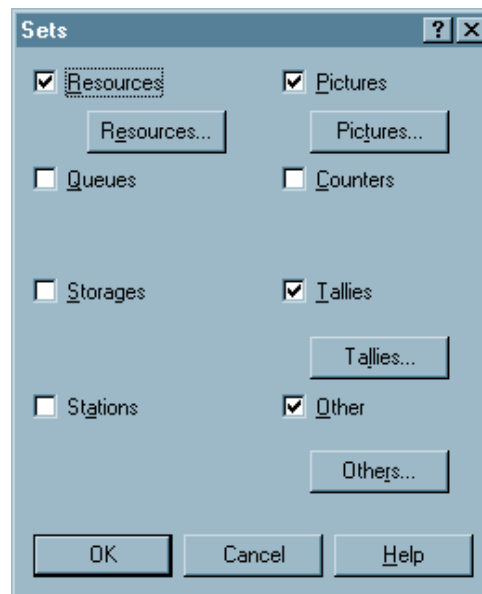 Sets ? X
Resources Pictures
Resources... Pictures...
Queues Counters
Storages Tallies
Tallies...
Stations Other
Others...
OK Cancel Help